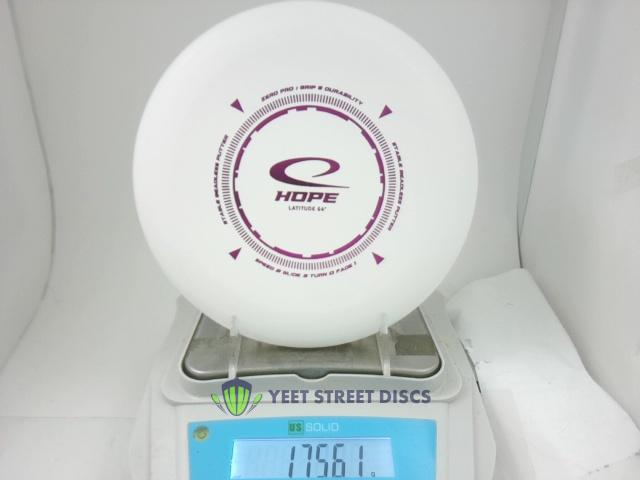 ZERO PRO / GRIP & DURABILITY
STABLE BEADLESS PUTTER
STABLE BEADLESS PUTTER
HOPE
LATITUDE 64°
SPEED 2 GLIDE 3 TURN 0 FADE 1
YEET STREET DISCS
US SOLID
175.61 g